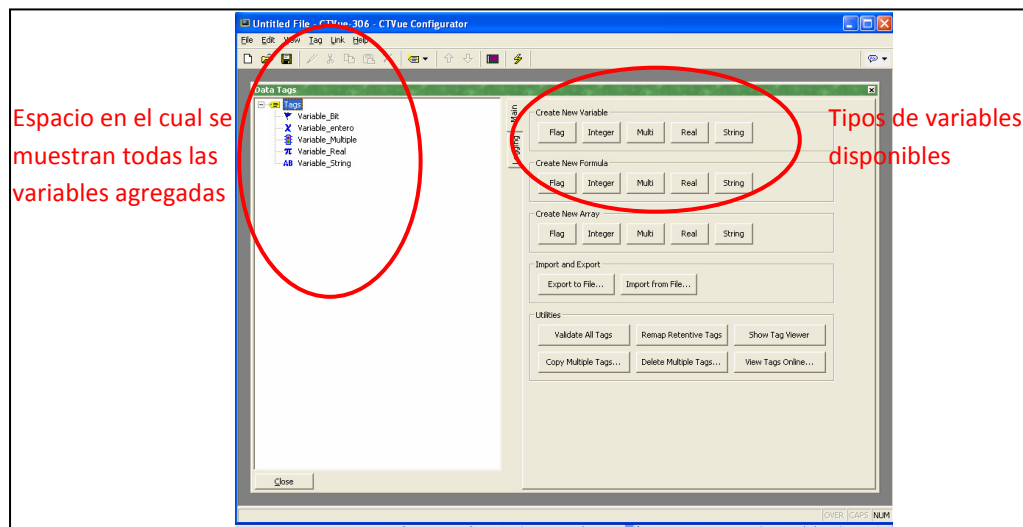 Untitled File - CTVue-306 - CTVue Configurator
File Edit View Tag Link Help
Data Tags
Espacio en el cual se
muestran todas las
variables agregadas
Tags
Variable_Bit
Variable_entero
Variable_Multiple
Variable_Real
Variable_String
Main
Logging
Create New Variable
Flag Integer Multi Real String
Create New Formula
Flag Integer Multi Real String
Create New Array
Flag Integer Multi Real String
Import and Export
Export to File... Import from File...
Utilities
Validate All Tags Remap Retentive Tags Show Tag Viewer
Copy Multiple Tags... Delete Multiple Tags... View Tags Online...
Tipos de variables
disponibles
Close
OVER CAPS NUM